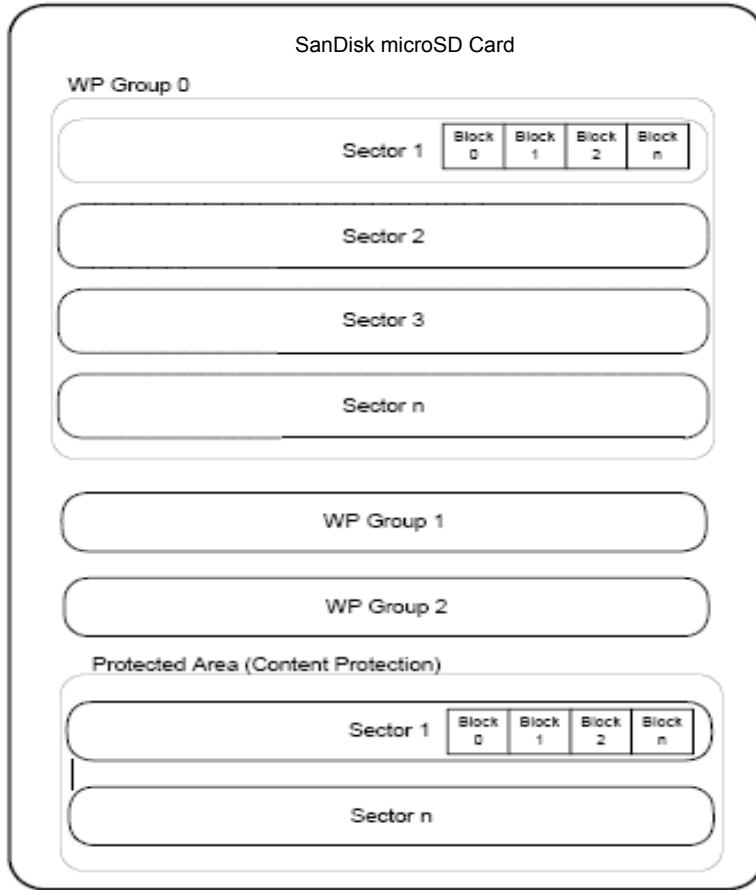 SanDisk microSD Card
WP Group 0
Sector 1
Block 0
Block 1
Block 2
Block n
Sector 2
Sector 3
Sector n
WP Group 1
WP Group 2
Protected Area (Content Protection)
Sector 1
Block 0
Block 1
Block 2
Block n
Sector n